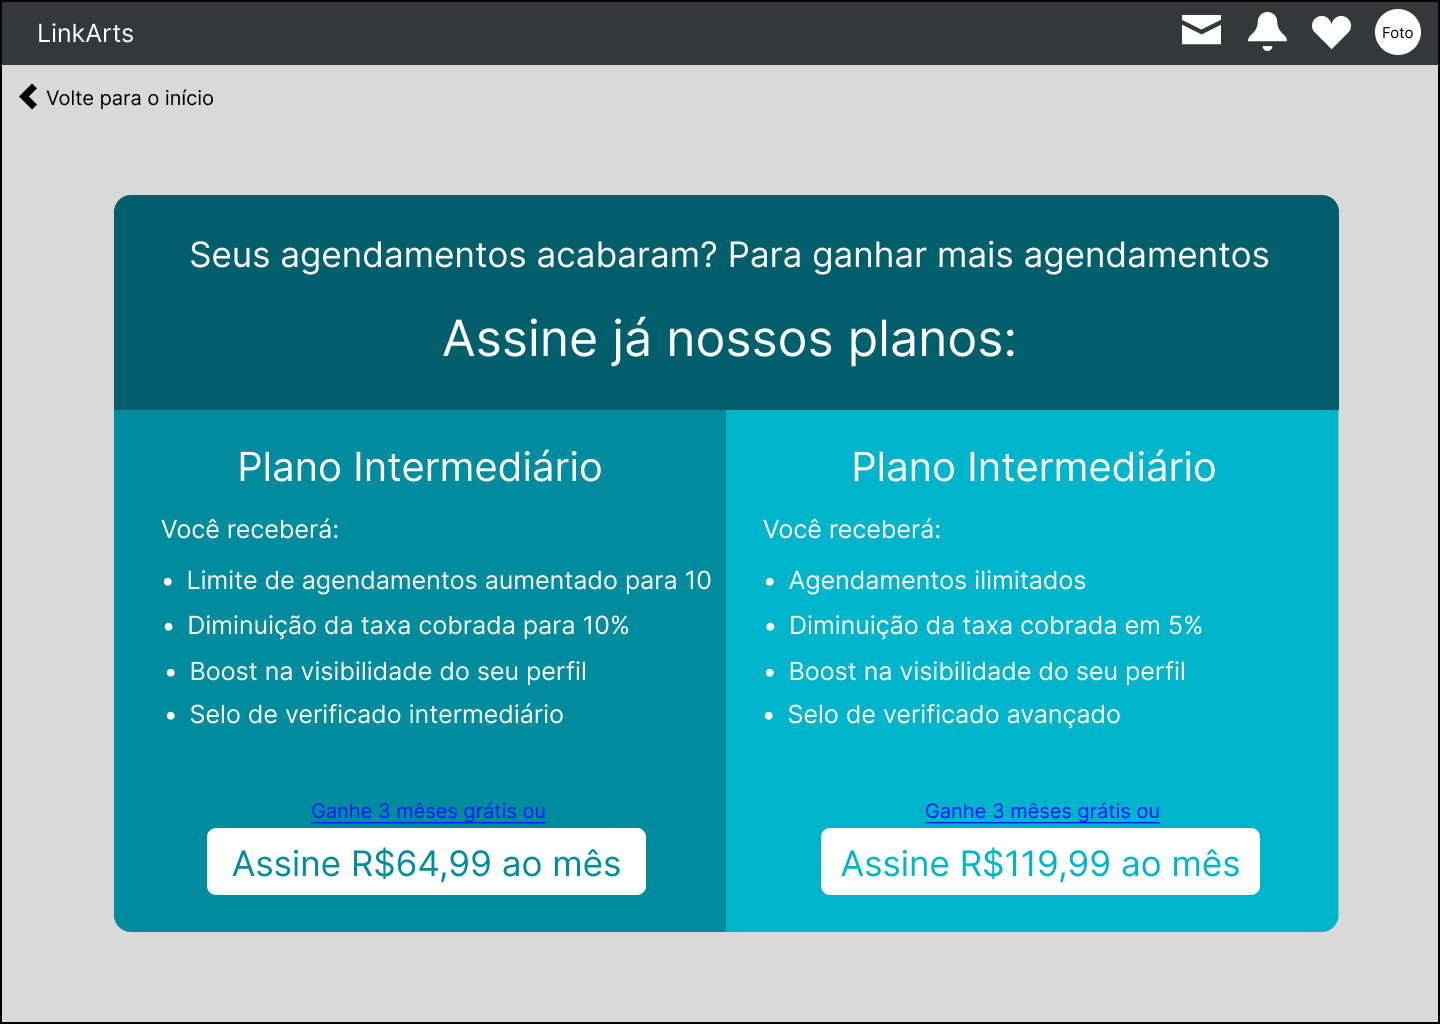 LinkArts
Foto
Volte para o início
Seus agendamentos acabaram? Para ganhar mais agendamentos
Assine já nossos planos:
Plano Intermediário
Você receberá:
• Limite de agendamentos aumentado para 10
• Diminuição da taxa cobrada para 10%
• Boost na visibilidade do seu perfil
• Selo de verificado intermediário
Ganhe 3 mêses grátis ou
Assine R$64,99 ao mês
Plano Intermediário
Você receberá:
• Agendamentos ilimitados
• Diminuição da taxa cobrada em 5%
• Boost na visibilidade do seu perfil
• Selo de verificado avançado
Ganhe 3 mêses grátis ou
Assine R$119,99 ao mês